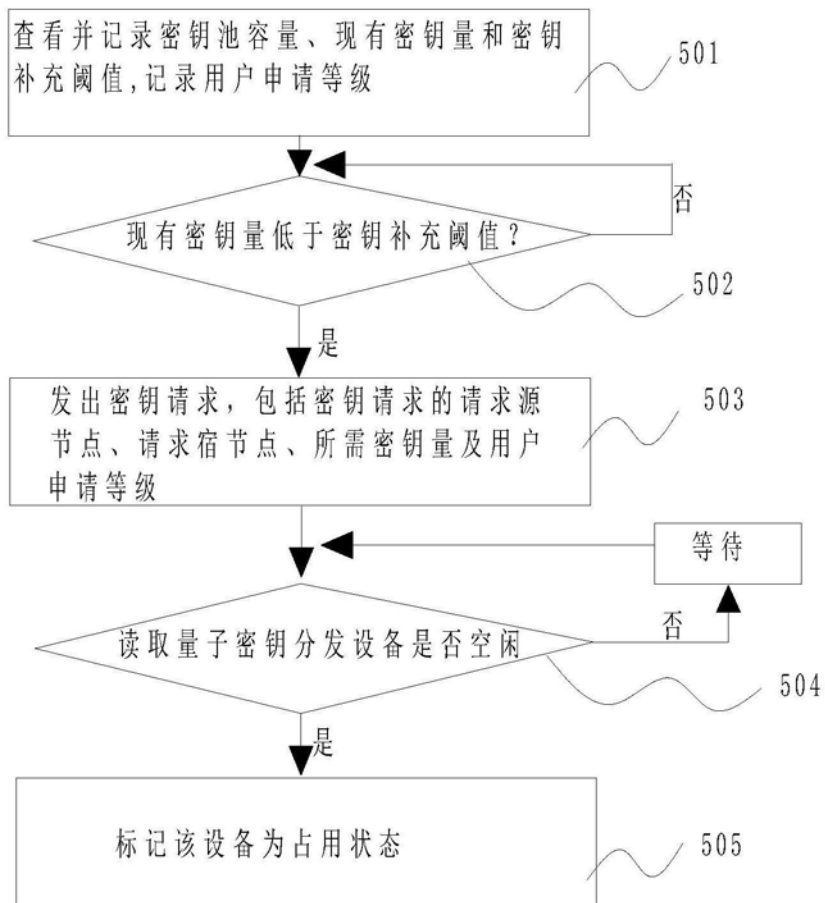 查看并记录密钥池容量、现有密钥量和密钥
补充阈值,记录用户申请等级
501
否
现有密钥量低于密钥补充阈值?
502
是
发出密钥请求，包括密钥请求的请求源
节点、请求宿节点、所需密钥量及用户
申请等级
503
等待
否
读取量子密钥分发设备是否空闲
504
是
标记该设备为占用状态
505